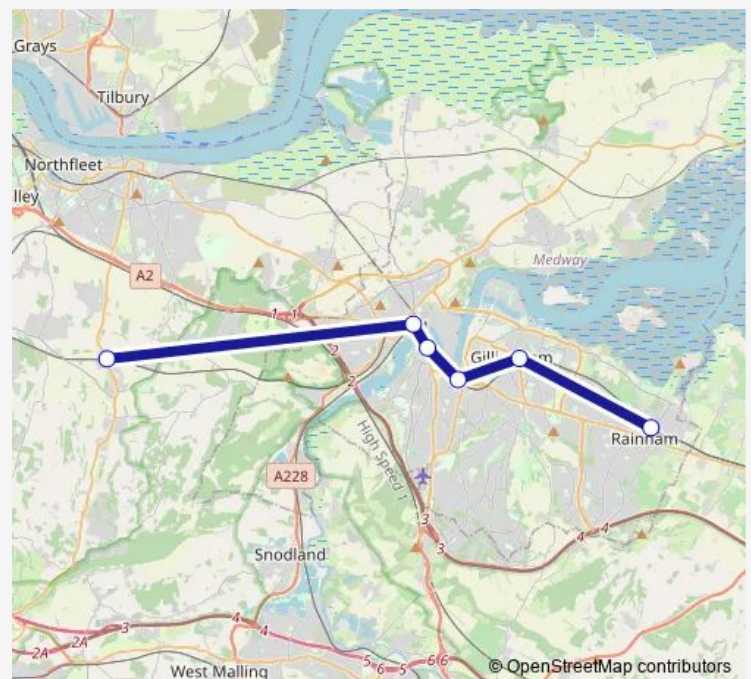 Grays
Tilbury
Northfleet
lley
A2
Medway
1
1
2
2
Gillingham
Rainham
High Speed 1
A228
3
3
4
4
Snodland
4
3
4
2A
2A
5
6
6
6
5
West Malling
© OpenStreetMap contributors